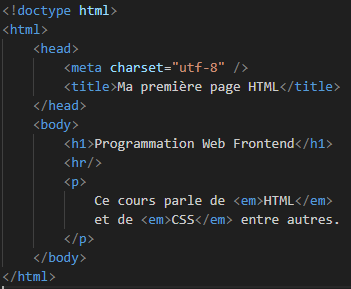 <!doctype html>
<html>
    <head>
        <meta charset="utf-8" />
        <title>Ma première page HTML</title>
    </head>
    <body>
        <h1>Programmation Web Frontend</h1>
        <hr/>
        <p>
            Ce cours parle de <em>HTML</em>
            et de <em>CSS</em> entre autres.
        </p>
    </body>
</html>